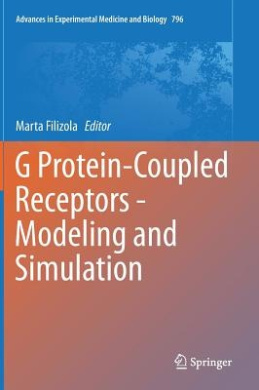 Advances in Experimental Medicine and Biology 796
Marta Filizola Editor
G Protein-Coupled
Receptors -
Modeling and
Simulation
Springer